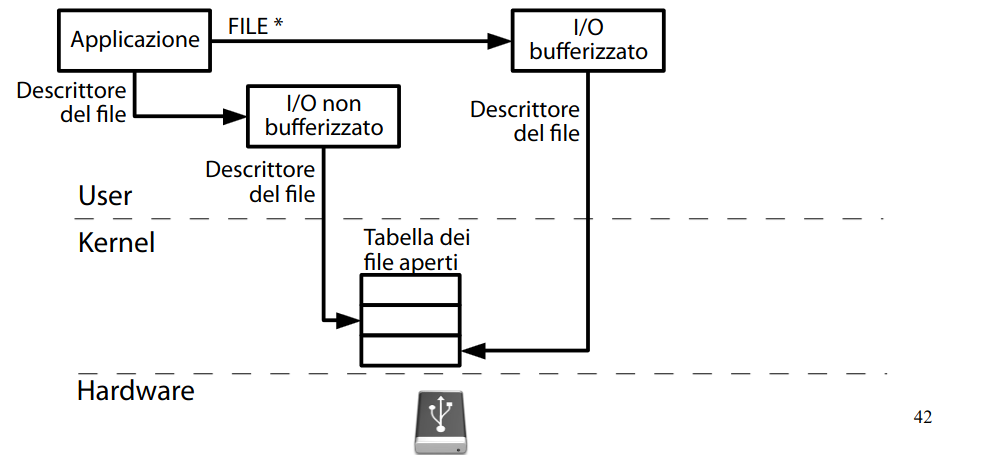 Applicazione
FILE *
I/O
bufferizzato
Descrittore
del file
I/O non
bufferizzato
Descrittore
del file
Descrittore
del file
User
Kernel
Tabella dei
file aperti
Hardware
42